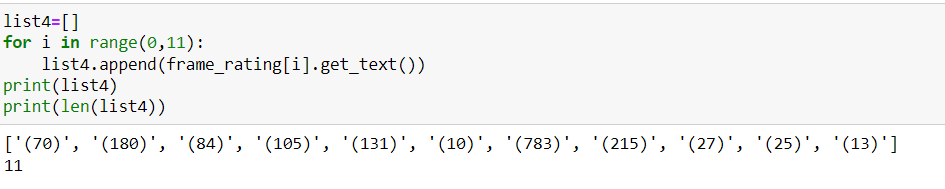 list4=[]
for i in range(0,11):
    list4.append(frame_rating[i].get_text())
print(list4)
print(len(list4))
['(70)', '(180)', '(84)', '(105)', '(131)', '(10)', '(783)', '(215)', '(27)', '(25)', '(13)']
11